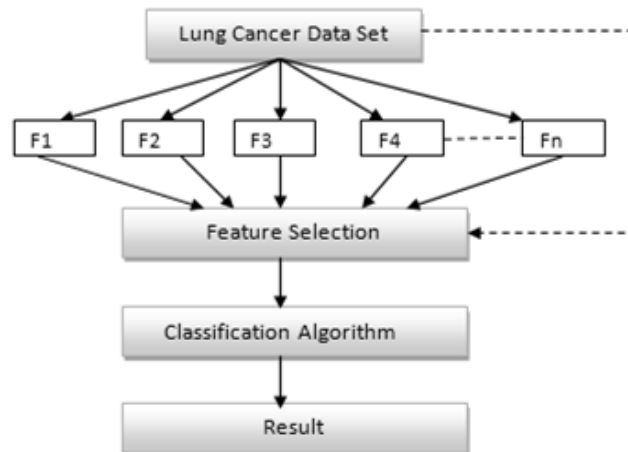 Lung Cancer Data Set
F1 F2 F3 F4 Fn
Feature Selection
Classification Algorithm
Result